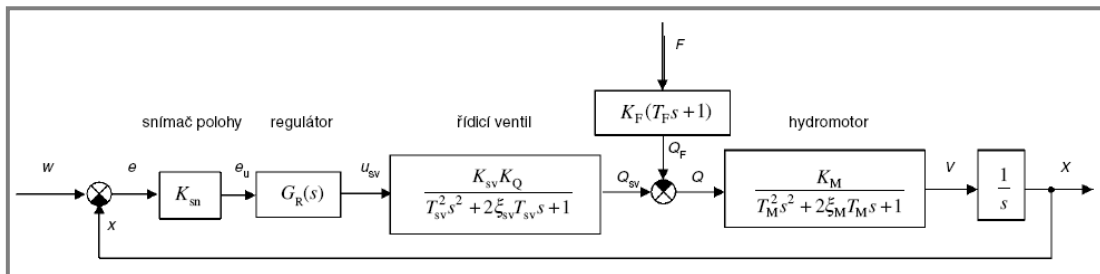 F
K_F(T_F s+1)
snímač polohy
regulátor
řídicí ventil
hydromotor
Q_F
w
e
e_u
u_sv
Q_sv
Q
V
X
K_sn
G_R(s)
K_sv K_Q
T_sv^2 s^2 + 2ξ_sv T_sv s+1
K_M
T_M^2 s^2 + 2ξ_M T_M s+1
1
s
x